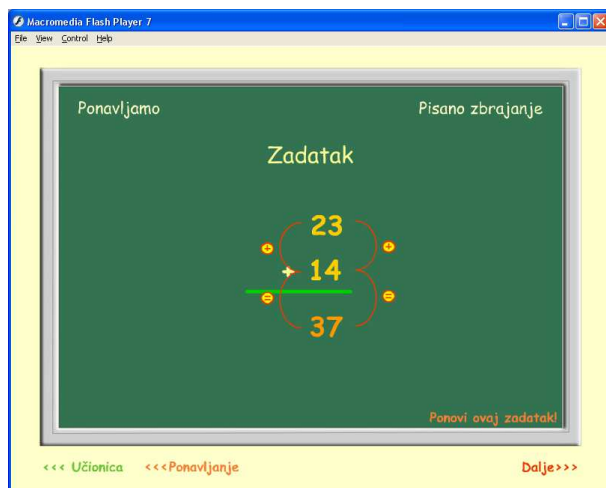 Macromedia Flash Player 7
File View Control Help
Ponavljamo
Pisano zbrajanje
Zadatak
23
+ +
+ 14
= =
37
Ponovi ovaj zadatak!
<<< Učionica <<<Ponavljanje Dalje>>>